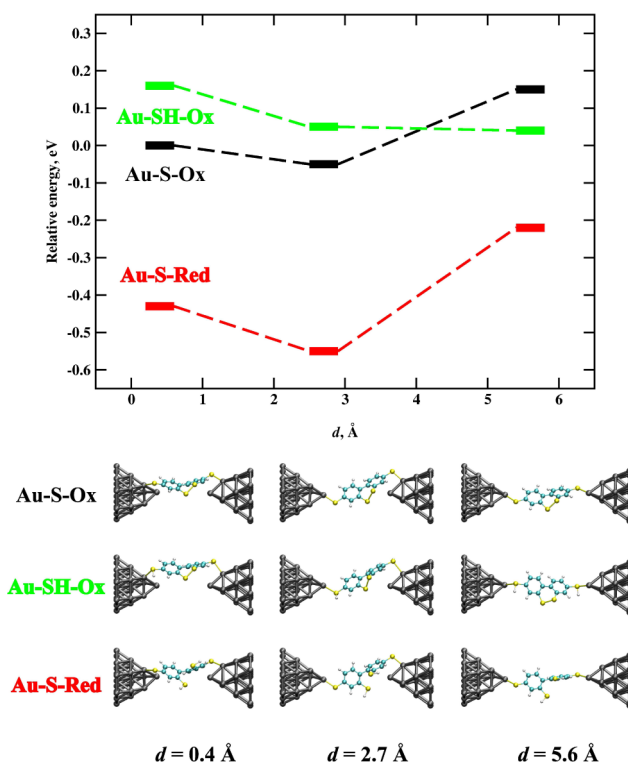 0.3
0.2
0.1
0.0
-0.1
-0.2
-0.3
-0.4
-0.5
-0.6
Relative energy, eV
Au-SH-Ox
Au-S-Ox
Au-S-Red
0 1 2 3 4 5 6
d, Å
Au-S-Ox
Au-SH-Ox
Au-S-Red
d = 0.4 Å d = 2.7 Å d = 5.6 Å